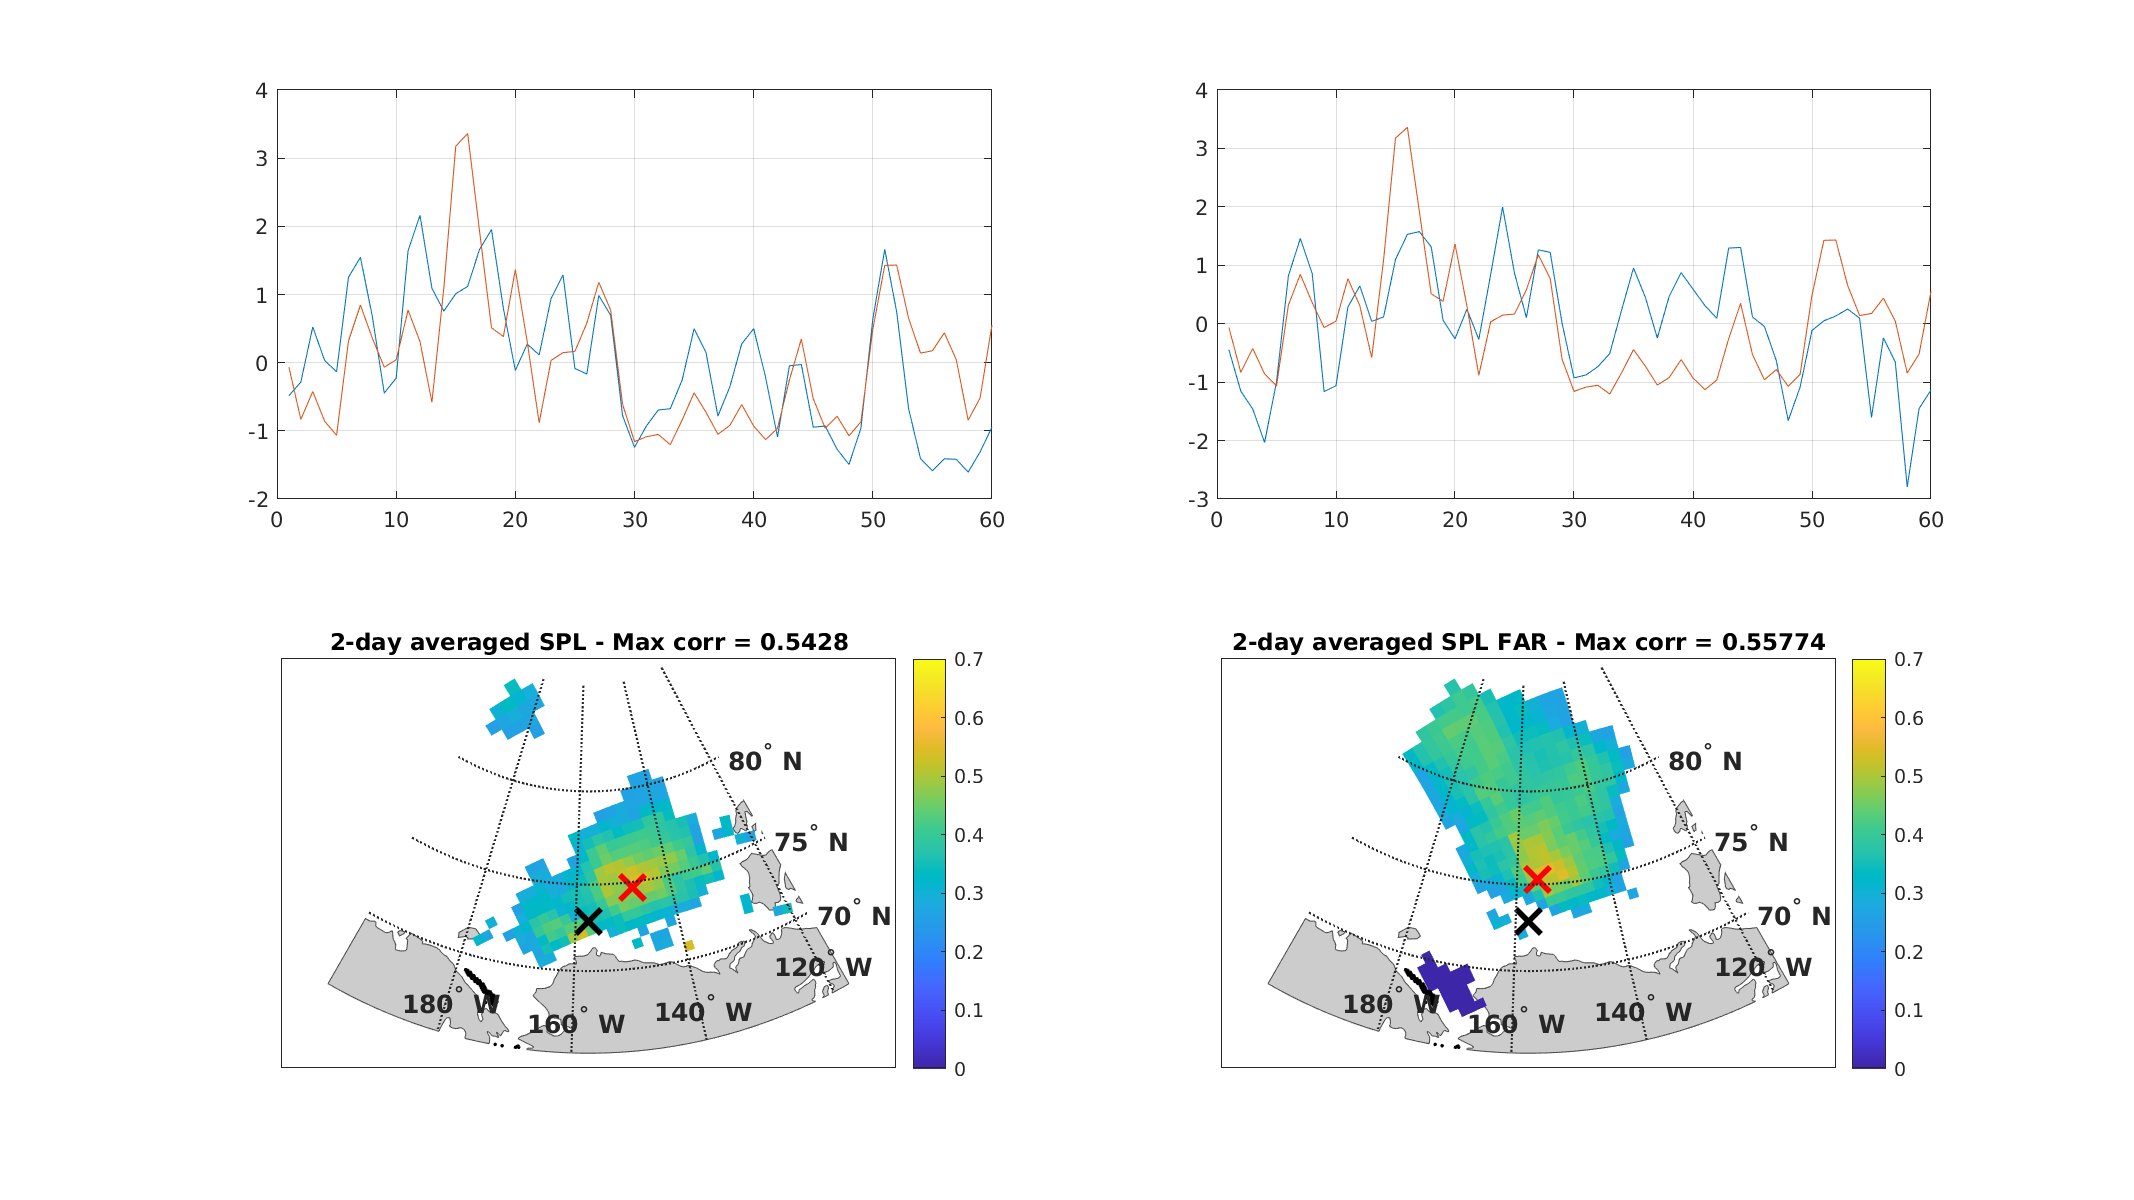 4
3
2
1
0
-1
-2
0 10 20 30 40 50 60
4
3
2
1
0
-1
-2
-3
0 10 20 30 40 50 60
2-day averaged SPL - Max corr = 0.5428
80° N
75° N
70° N
120° W
180° W
160° W
140° W
0.7
0.6
0.5
0.4
0.3
0.2
0.1
0
2-day averaged SPL FAR - Max corr = 0.55774
80° N
75° N
70° N
120° W
180° W
160° W
140° W
0.7
0.6
0.5
0.4
0.3
0.2
0.1
0